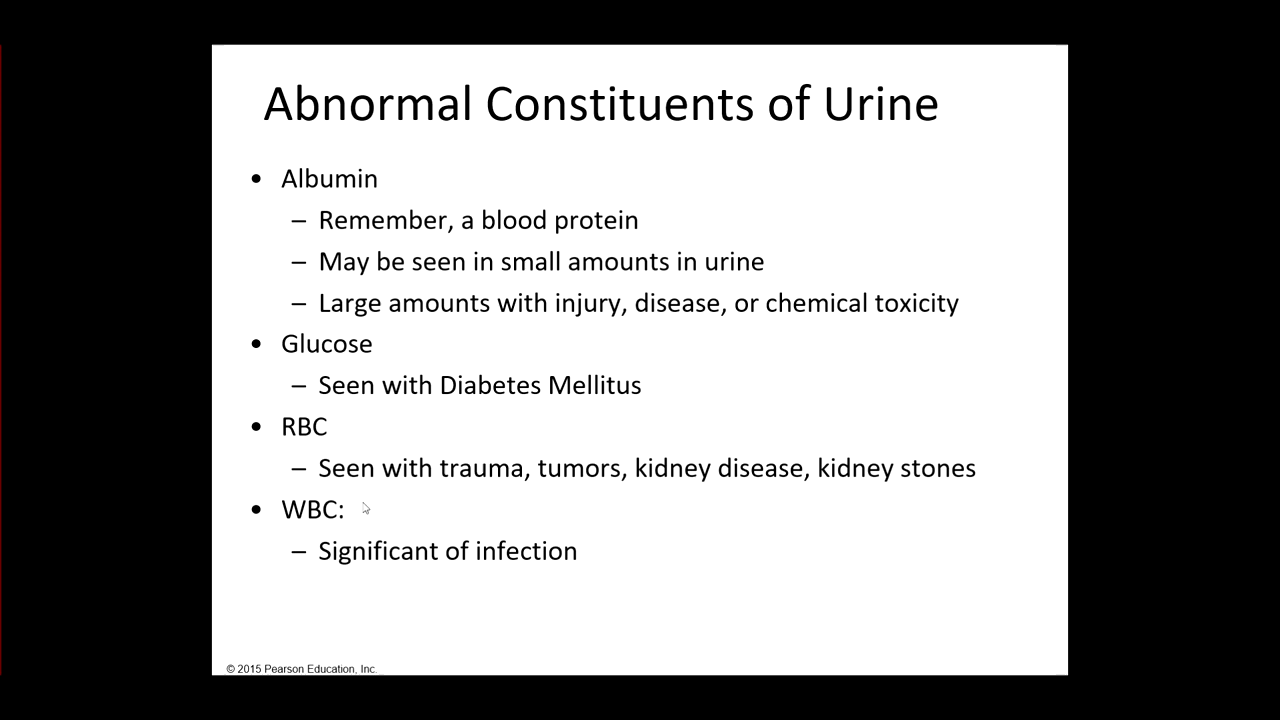 Abnormal Constituents of Urine
• Albumin
– Remember, a blood protein
– May be seen in small amounts in urine
– Large amounts with injury, disease, or chemical toxicity
• Glucose
– Seen with Diabetes Mellitus
• RBC
– Seen with trauma, tumors, kidney disease, kidney stones
• WBC:
– Significant of infection
© 2015 Pearson Education, Inc.